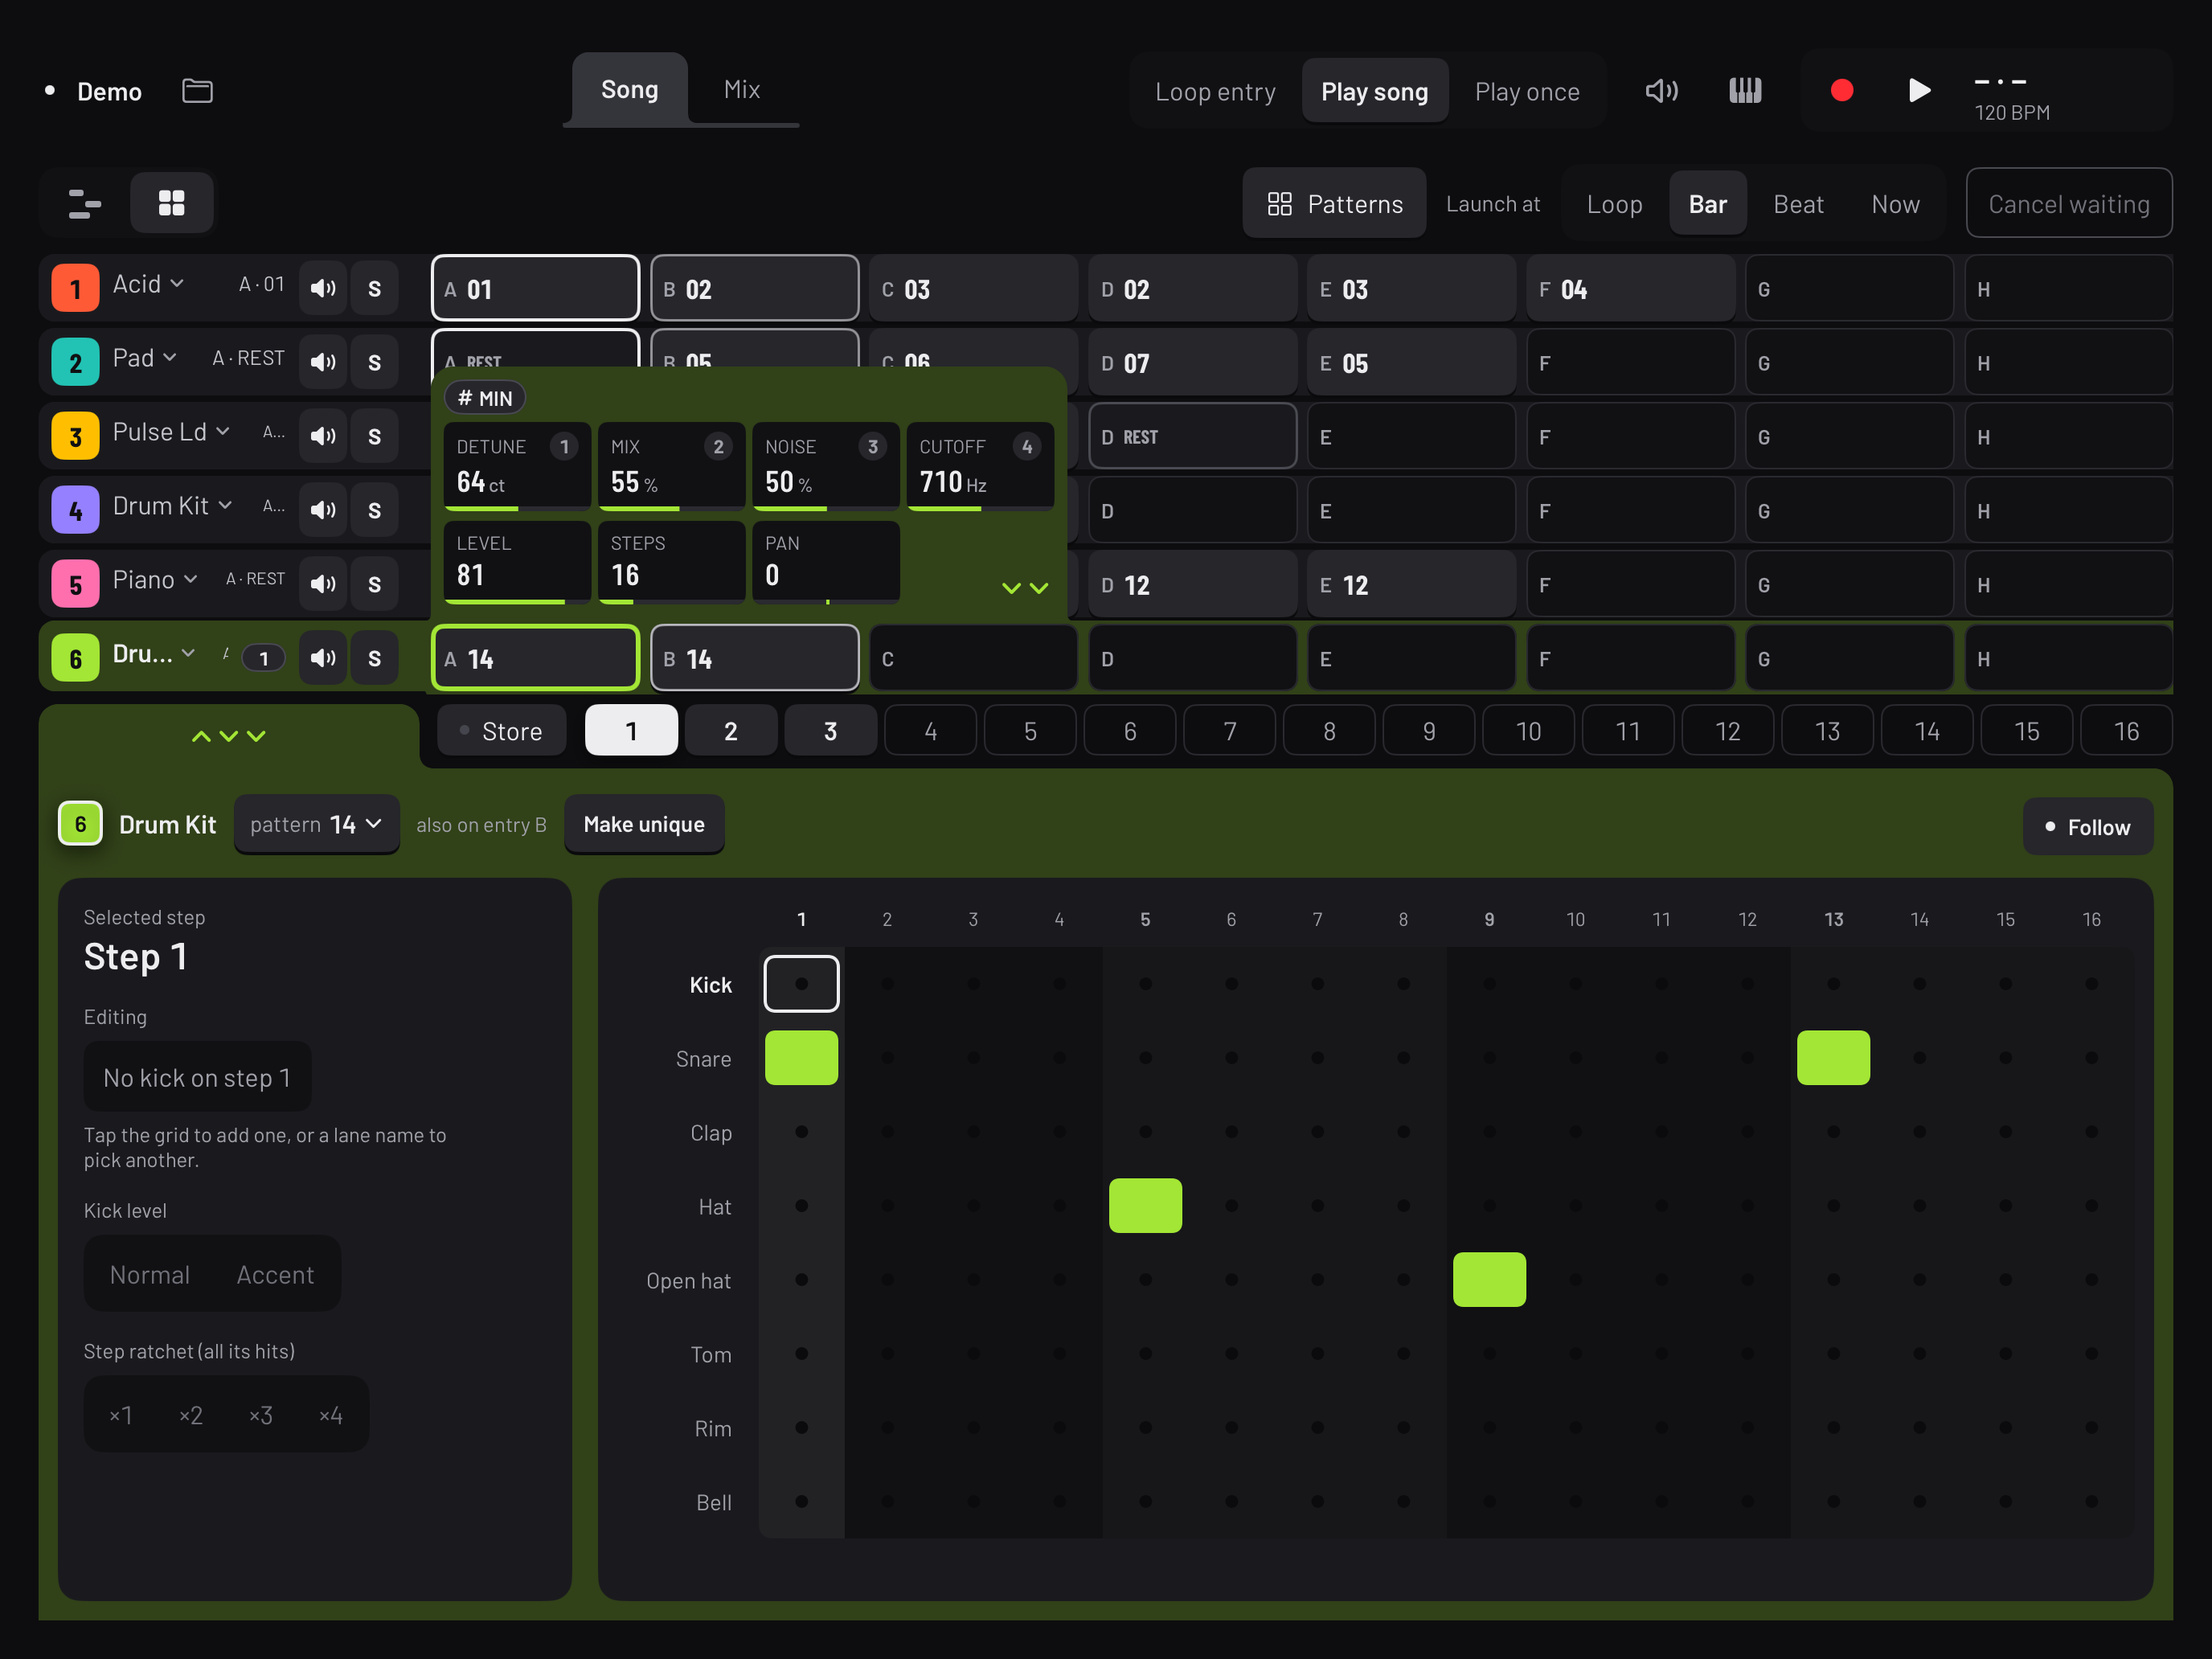 Demo
Song Mix
Loop entry Play song Play once
120 BPM
Patterns Launch at Loop Bar Beat Now Cancel waiting
1 Acid A · 01 S A 01 B 02 C 03 D 02 E 03 F 04 G H
2 Pad A · REST S A REST B 05 C 06 D 07 E 05 F G H
3 Pulse Ld A... S D REST E F G H
4 Drum Kit A... S D E F G H
5 Piano A · REST S D 12 E 12 F G H
# MIN
DETUNE 1 MIX 2 NOISE 3 CUTOFF 4
64 ct 55 % 50 % 710 Hz
LEVEL STEPS PAN
81 16 0
6 Dru... 1 S A 14 B 14 C D E F G H
Store 1 2 3 4 5 6 7 8 9 10 11 12 13 14 15 16
6 Drum Kit pattern 14 also on entry B Make unique Follow
Selected step
Step 1
Editing
No kick on step 1
Tap the grid to add one, or a lane name to
pick another.
Kick level
Normal Accent
Step ratchet (all its hits)
×1 ×2 ×3 ×4
1 2 3 4 5 6 7 8 9 10 11 12 13 14 15 16
Kick
Snare
Clap
Hat
Open hat
Tom
Rim
Bell